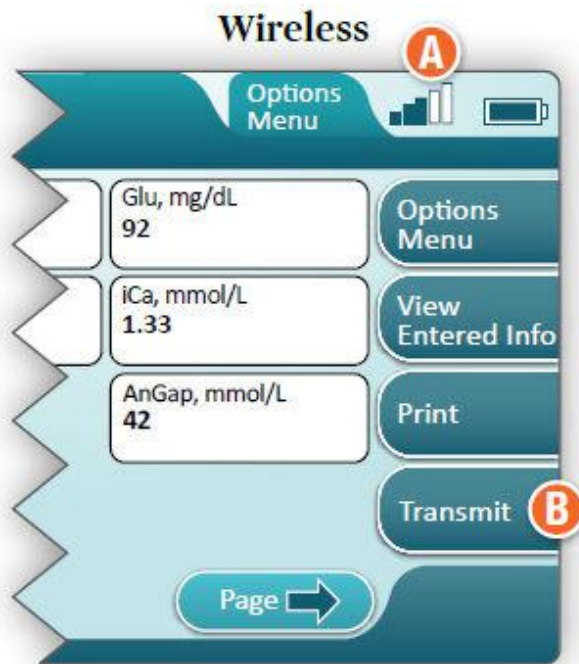 Wireless
A
Options
Menu
Glu, mg/dL
92
Options
Menu
iCa, mmol/L
1.33
View
Entered Info
AnGap, mmol/L
42
Print
Transmit
B
Page